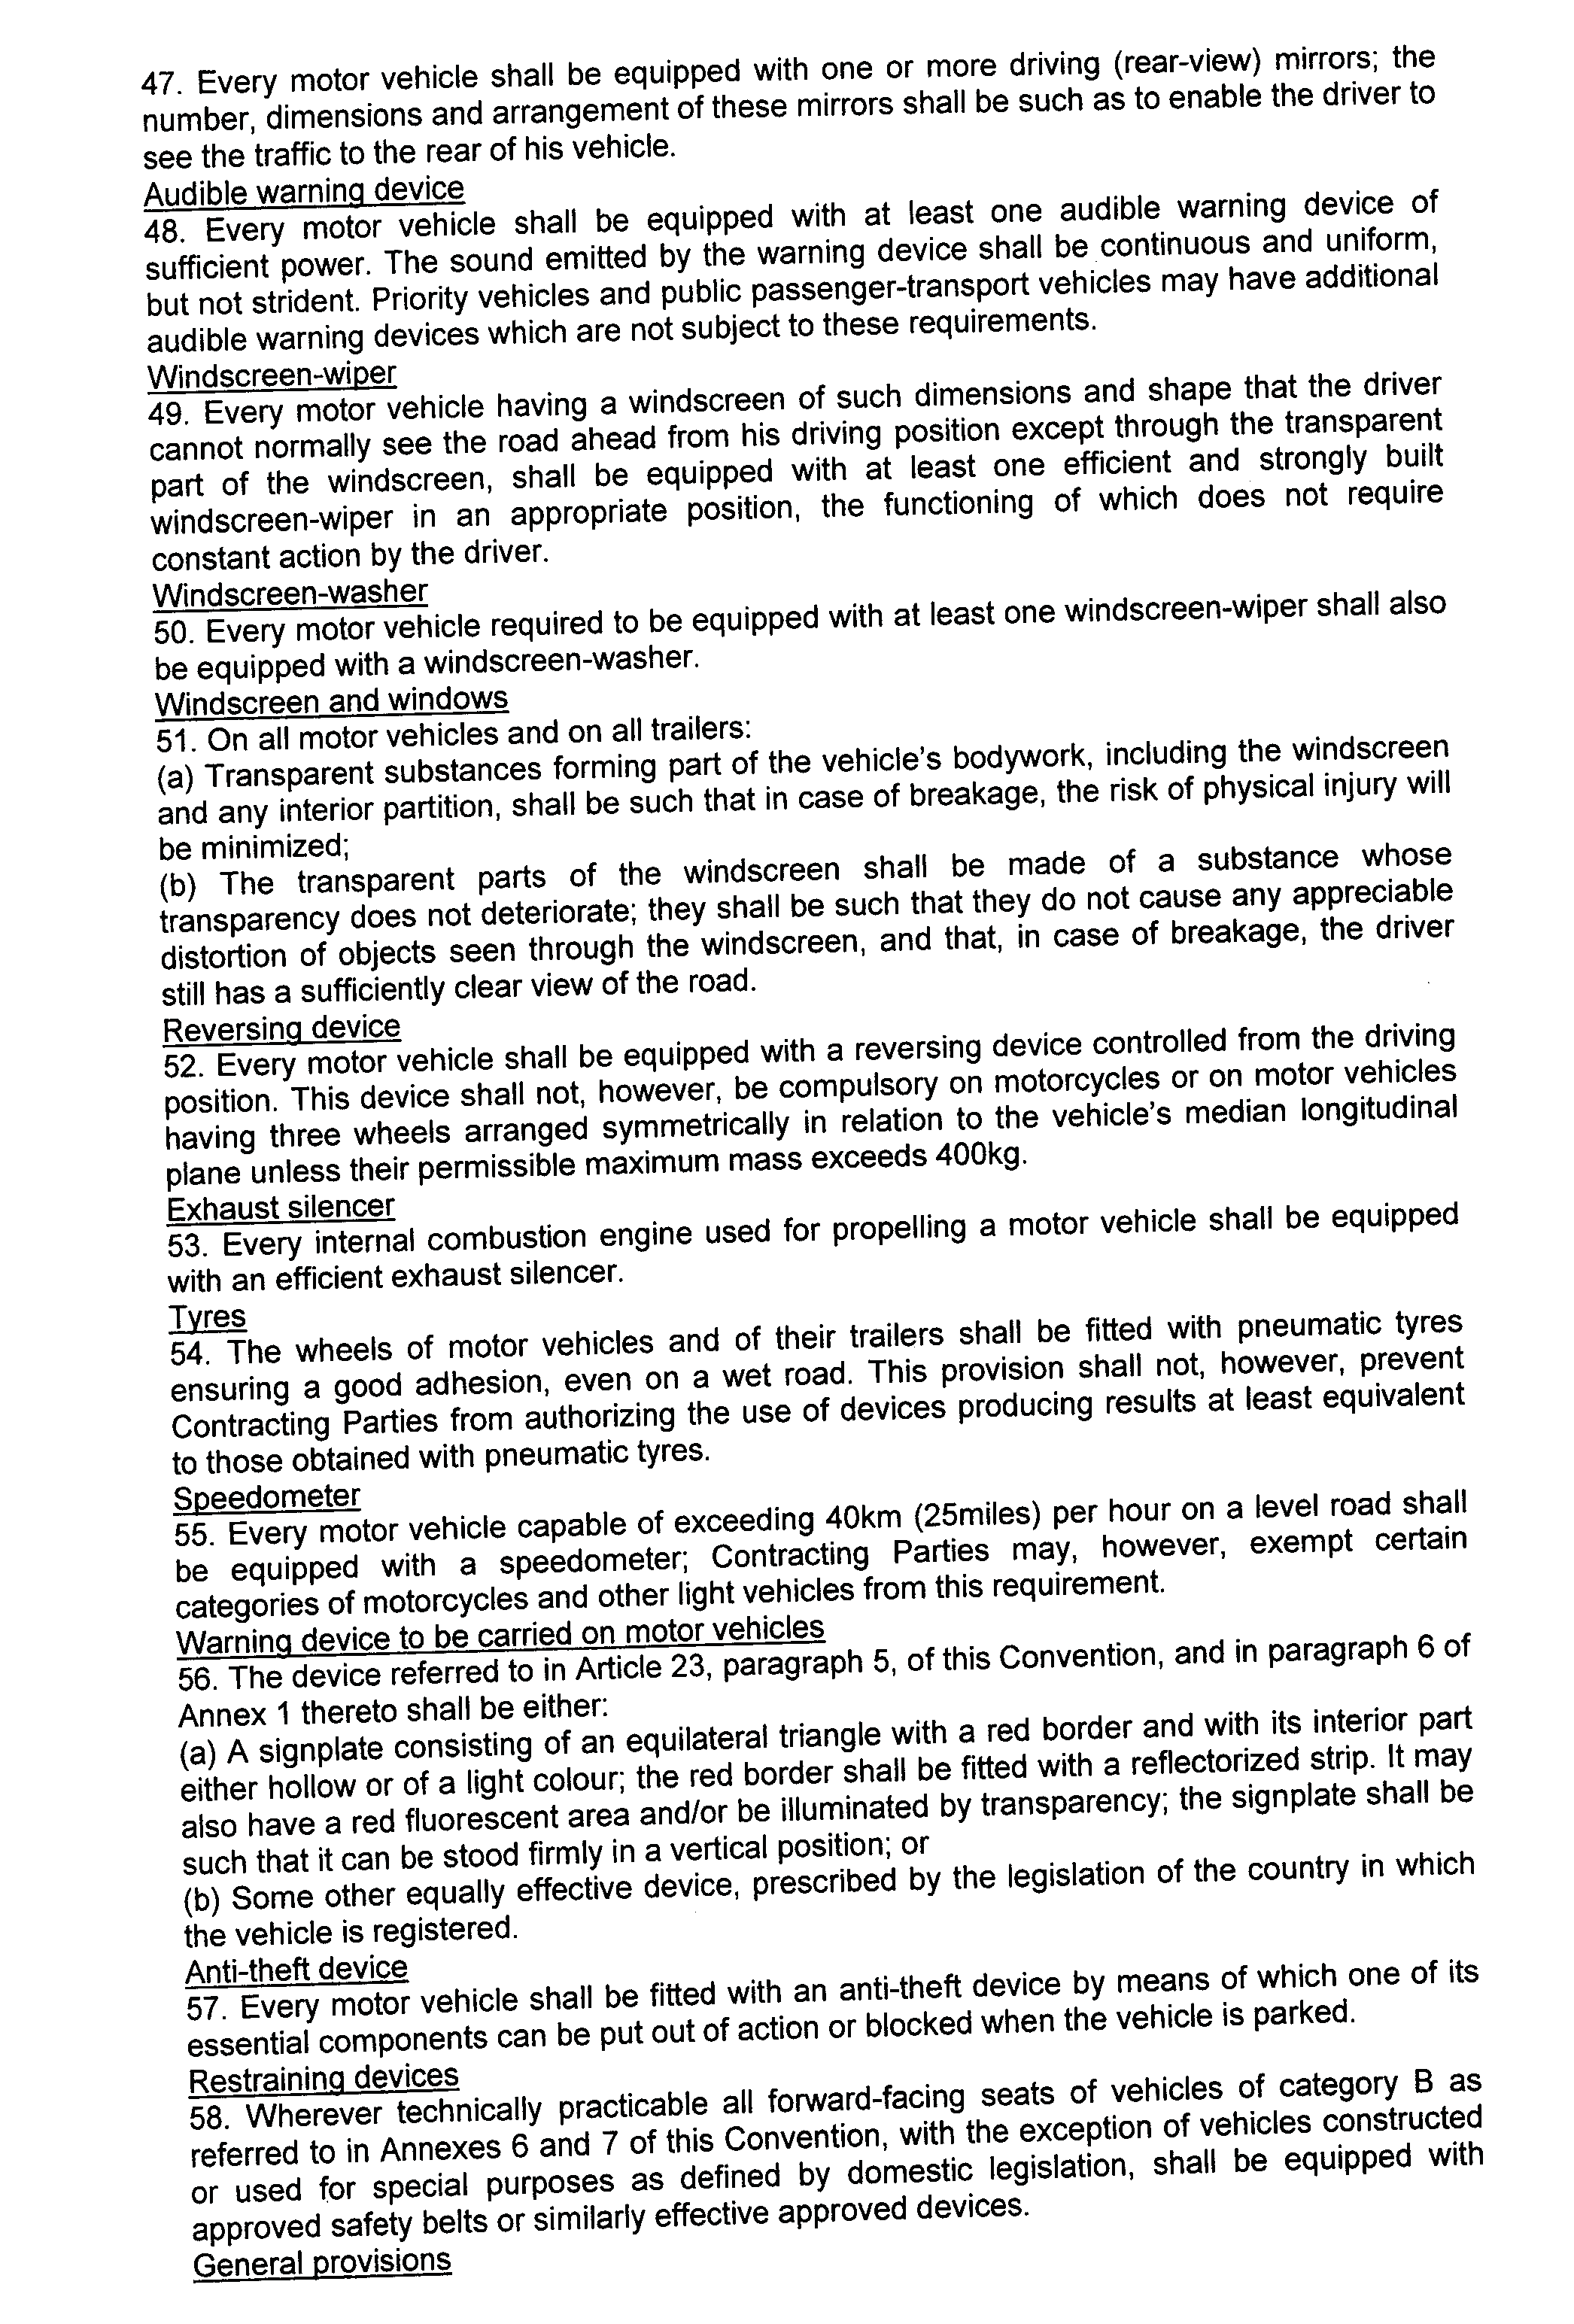 47. Every motor vehicle shall be equipped with one or more driving (rear-view) mirrors; the
number, dimensions and arrangement of these mirrors shall be such as to enable the driver to
see the traffic to the rear of his vehicle.
Audible warning device
48. Every motor vehicle shall be equipped with at least one audible warning device of
sufficient power. The sound emitted by the warning device shall be continuous and uniform,
but not strident. Priority vehicles and public passenger-transport vehicles may have additional
audible warning devices which are not subject to these requirements.
Windscreen-wiper
49. Every motor vehicle having a windscreen of such dimensions and shape that the driver
cannot normally see the road ahead from his driving position except through the transparent
part of the windscreen, shall be equipped with at least one efficient and strongly built
windscreen-wiper in an appropriate position, the functioning of which does not require
constant action by the driver.
Windscreen-washer
50. Every motor vehicle required to be equipped with at least one windscreen-wiper shall also
be equipped with a windscreen-washer.
Windscreen and windows
51. On all motor vehicles and on all trailers:
(a) Transparent substances forming part of the vehicle's bodywork, including the windscreen
and any interior partition, shall be such that in case of breakage, the risk of physical injury will
be minimized;
(b) The transparent parts of the windscreen shall be made of a substance whose
transparency does not deteriorate; they shall be such that they do not cause any appreciable
distortion of objects seen through the windscreen, and that, in case of breakage, the driver
still has a sufficiently clear view of the road.
Reversing device
52. Every motor vehicle shall be equipped with a reversing device controlled from the driving
position. This device shall not, however, be compulsory on motorcycles or on motor vehicles
having three wheels arranged symmetrically in relation to the vehicle's median longitudinal
plane unless their permissible maximum mass exceeds 400kg.
Exhaust silencer
53. Every internal combustion engine used for propelling a motor vehicle shall be equipped
with an efficient exhaust silencer.
Tyres
54. The wheels of motor vehicles and of their trailers shall be fitted with pneumatic tyres
ensuring a good adhesion, even on a wet road. This provision shall not, however, prevent
Contracting Parties from authorizing the use of devices producing results at least equivalent
to those obtained with pneumatic tyres.
Speedometer
55. Every motor vehicle capable of exceeding 40km (25miles) per hour on a level road shall
be equipped with a speedometer; Contracting Parties may, however, exempt certain
categories of motorcycles and other light vehicles from this requirement.
Warning device to be carried on motor vehicles
56. The device referred to in Article 23, paragraph 5, of this Convention, and in paragraph 6 of
Annex 1 thereto shall be either:
(a) A signplate consisting of an equilateral triangle with a red border and with its interior part
either hollow or of a light colour; the red border shall be fitted with a reflectorized strip. It may
also have a red fluorescent area and/or be illuminated by transparency; the signplate shall be
such that it can be stood firmly in a vertical position; or
(b) Some other equally effective device, prescribed by the legislation of the country in which
the vehicle is registered.
Anti-theft device
57. Every motor vehicle shall be fitted with an anti-theft device by means of which one of its
essential components can be put out of action or blocked when the vehicle is parked.
Restraining devices
58. Wherever technically practicable all forward-facing seats of vehicles of category B as
referred to in Annexes 6 and 7 of this Convention, with the exception of vehicles constructed
or used for special purposes as defined by domestic legislation, shall be equipped with
approved safety belts or similarly effective approved devices.
General provisions